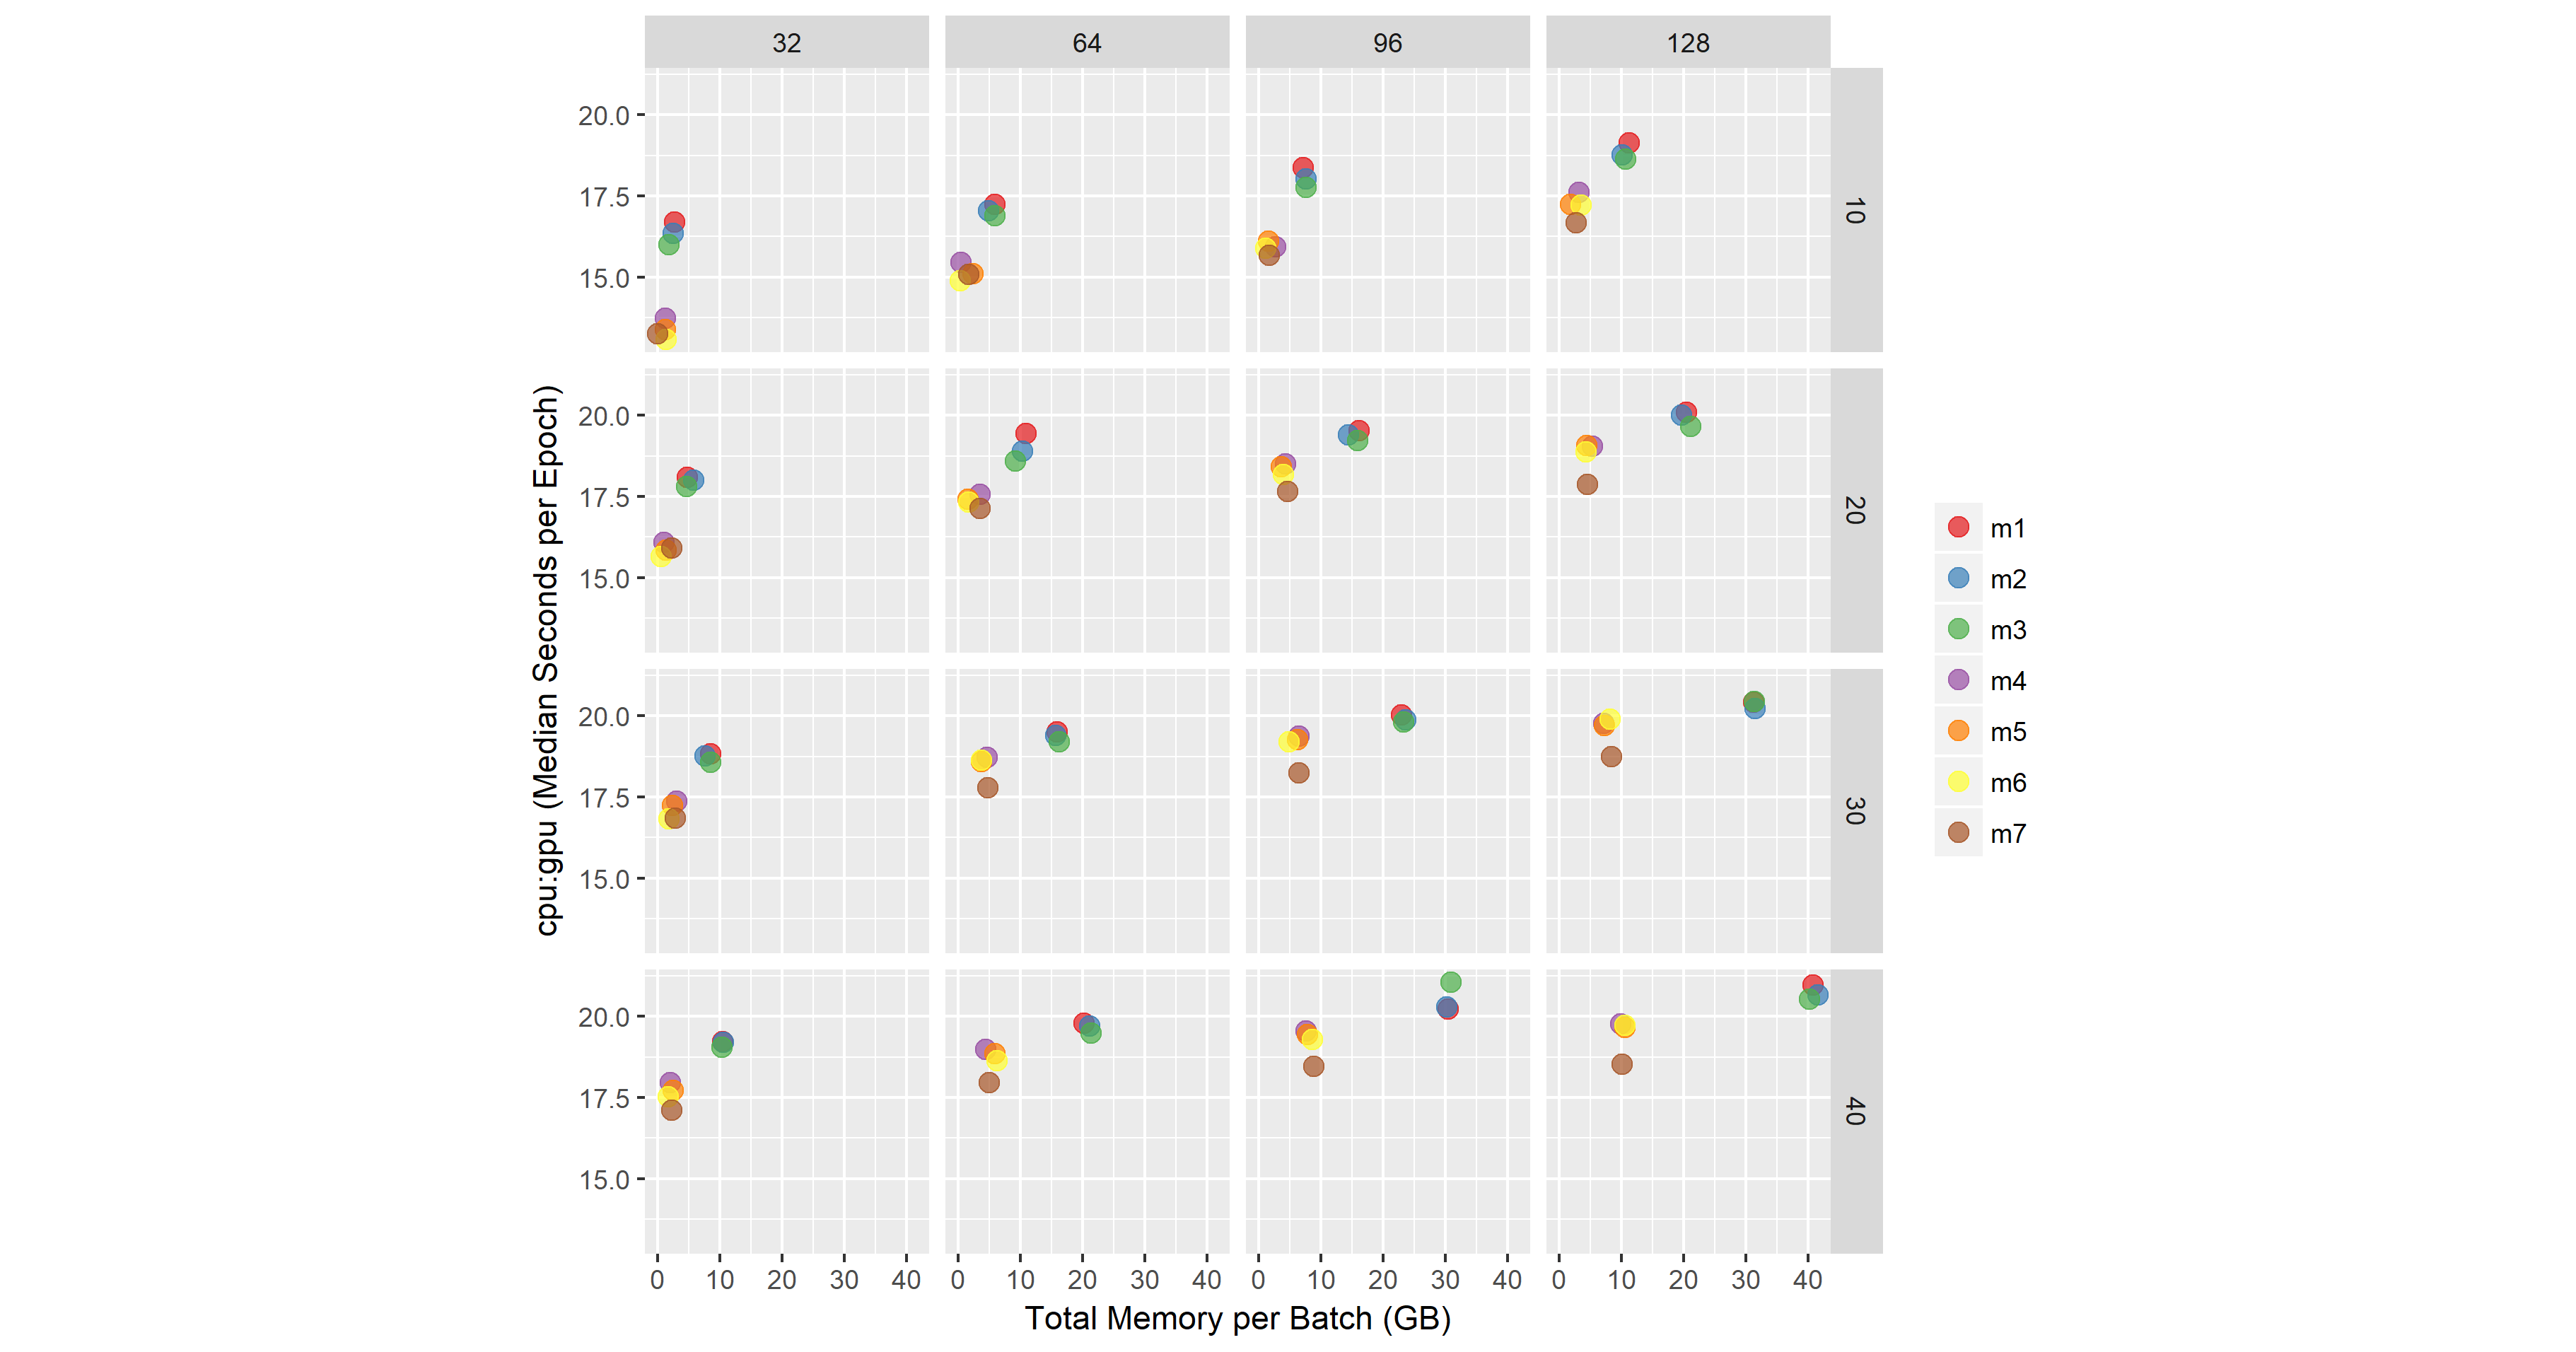 32 64 96 128
20.0
17.5
15.0
10
20.0
17.5
15.0
20
20.0
17.5
15.0
30
20.0
17.5
15.0
40
0 10 20 30 40 0 10 20 30 40 0 10 20 30 40 0 10 20 30 40
Total Memory per Batch (GB)
cpu:gpu (Median Seconds per Epoch)
m1
m2
m3
m4
m5
m6
m7